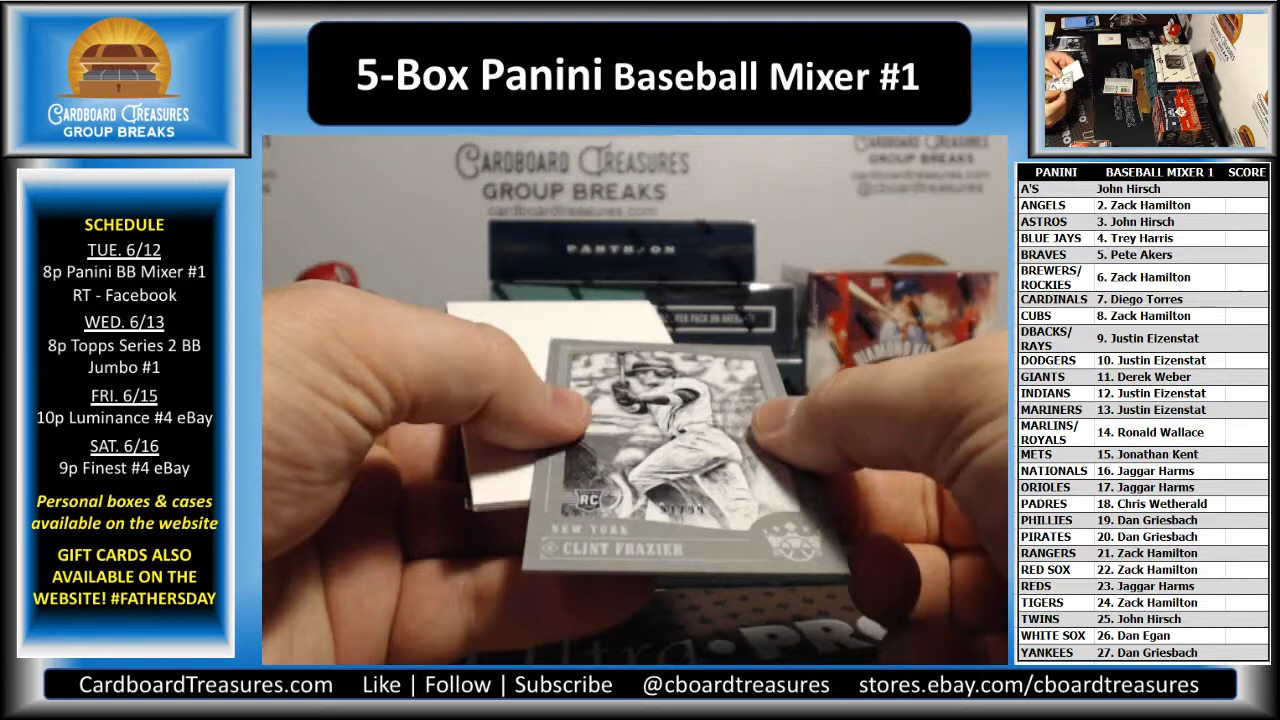 5-Box Panini Baseball Mixer #1
CARDBOARD TREASURES
GROUP BREAKS
SCHEDULE
TUE. 6/12
8p Panini BB Mixer #1
RT - Facebook
WED. 6/13
8p Topps Series 2 BB
Jumbo #1
FRI. 6/15
10p Luminance #4 eBay
SAT. 6/16
9p Finest #4 eBay
Personal boxes & cases
available on the website
GIFT CARDS ALSO
AVAILABLE ON THE
WEBSITE! #FATHERSDAY
CARDBOARD TREASURES
GROUP BREAKS
cardboardtreasures.com
CARDBOARD TREASURES
GROUP BREAKS
@cboardtreasures
PANTHEON
RC
NEW YORK
CLINT FRAZIER
PANINI BASEBALL MIXER 1 SCORE
A'S John Hirsch
ANGELS 2. Zack Hamilton
ASTROS 3. John Hirsch
BLUE JAYS 4. Trey Harris
BRAVES 5. Pete Akers
BREWERS/
ROCKIES 6. Zack Hamilton
CARDINALS 7. Diego Torres
CUBS 8. Zack Hamilton
DBACKS/
RAYS 9. Justin Eizenstat
DODGERS 10. Justin Eizenstat
GIANTS 11. Derek Weber
INDIANS 12. Justin Eizenstat
MARINERS 13. Justin Eizenstat
MARLINS/
ROYALS 14. Ronald Wallace
METS 15. Jonathan Kent
NATIONALS 16. Jaggar Harms
ORIOLES 17. Jaggar Harms
PADRES 18. Chris Wetherald
PHILLIES 19. Dan Griesbach
PIRATES 20. Dan Griesbach
RANGERS 21. Zack Hamilton
RED SOX 22. Zack Hamilton
REDS 23. Jaggar Harms
TIGERS 24. Zack Hamilton
TWINS 25. John Hirsch
WHITE SOX 26. Dan Egan
YANKEES 27. Dan Griesbach
CardboardTreasures.com Like | Follow | Subscribe @cboardtreasures stores.ebay.com/cboardtreasures